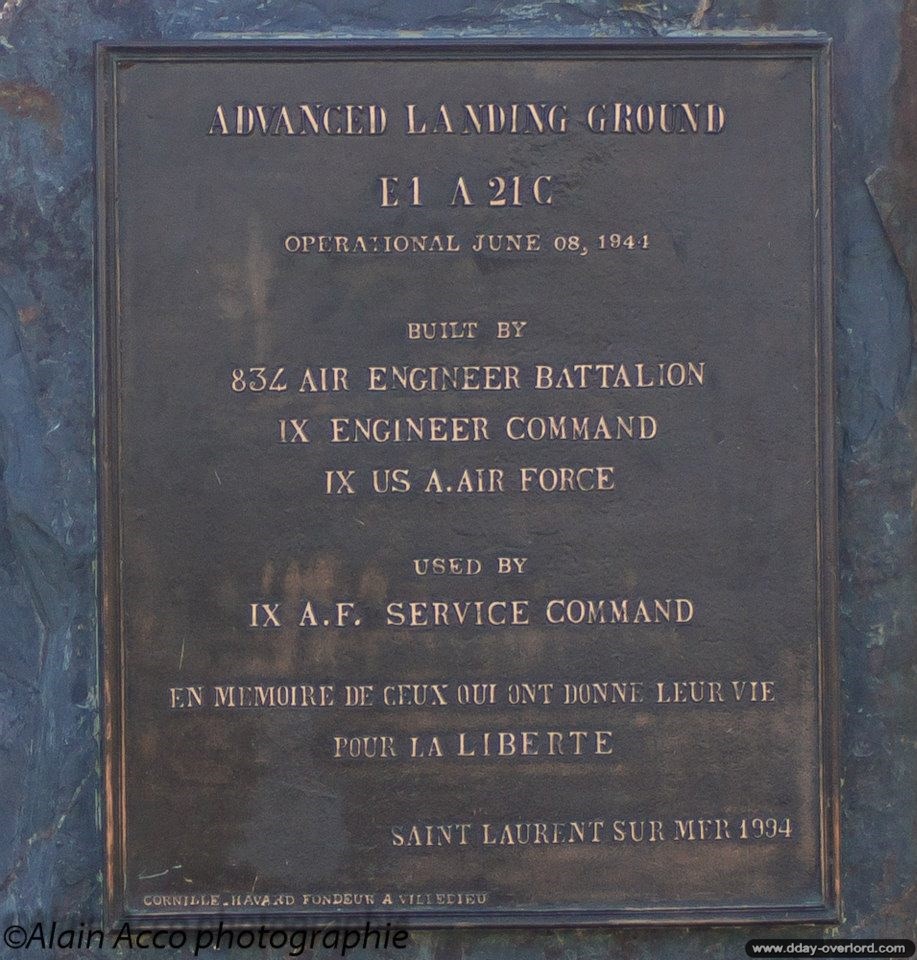 ADVANCED LANDING GROUND
E1 A 21C
OPERATIONAL JUNE 08, 1944
BUILT BY
834 AIR ENGINEER BATTALION
IX ENGINEER COMMAND
IX US A.AIR FORCE
USED BY
IX A.F. SERVICE COMMAND
EN MEMOIRE DE CEUX QUI ONT DONNE LEUR VIE
POUR LA LIBERTE
SAINT LAURENT SUR MER 1994
CORNILLE_HAVARD FONDEUR A VILLEDIEU
©Alain Acco photographie
www.dday-overlord.com